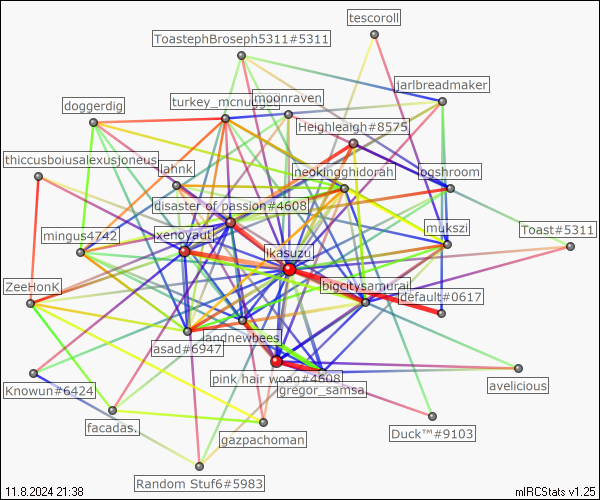 tescoroll
ToastephBroseph5311#5311
jarlbreadmaker
doggerdig
turkey_mcnugget
moonraven
Heighleaigh#8575
thiccusboiusalexusjoneus
lahnk
neokingghidorah
ogshroom
disaster of passion#4608
mingus4742
xenoyaut
mukszi
Toast#5311
ikasuzu
ZeeHonK
bigcitysamurai
default#0617
landnewbees
asad#6947
Knowun#6424
pink hair woag#4608
gregor_samsa
avelicious
facadas.
gazpachoman
Duck™#9103
Random Stuf6#5983
11.8.2024 21:38
mIRCStats v1.25